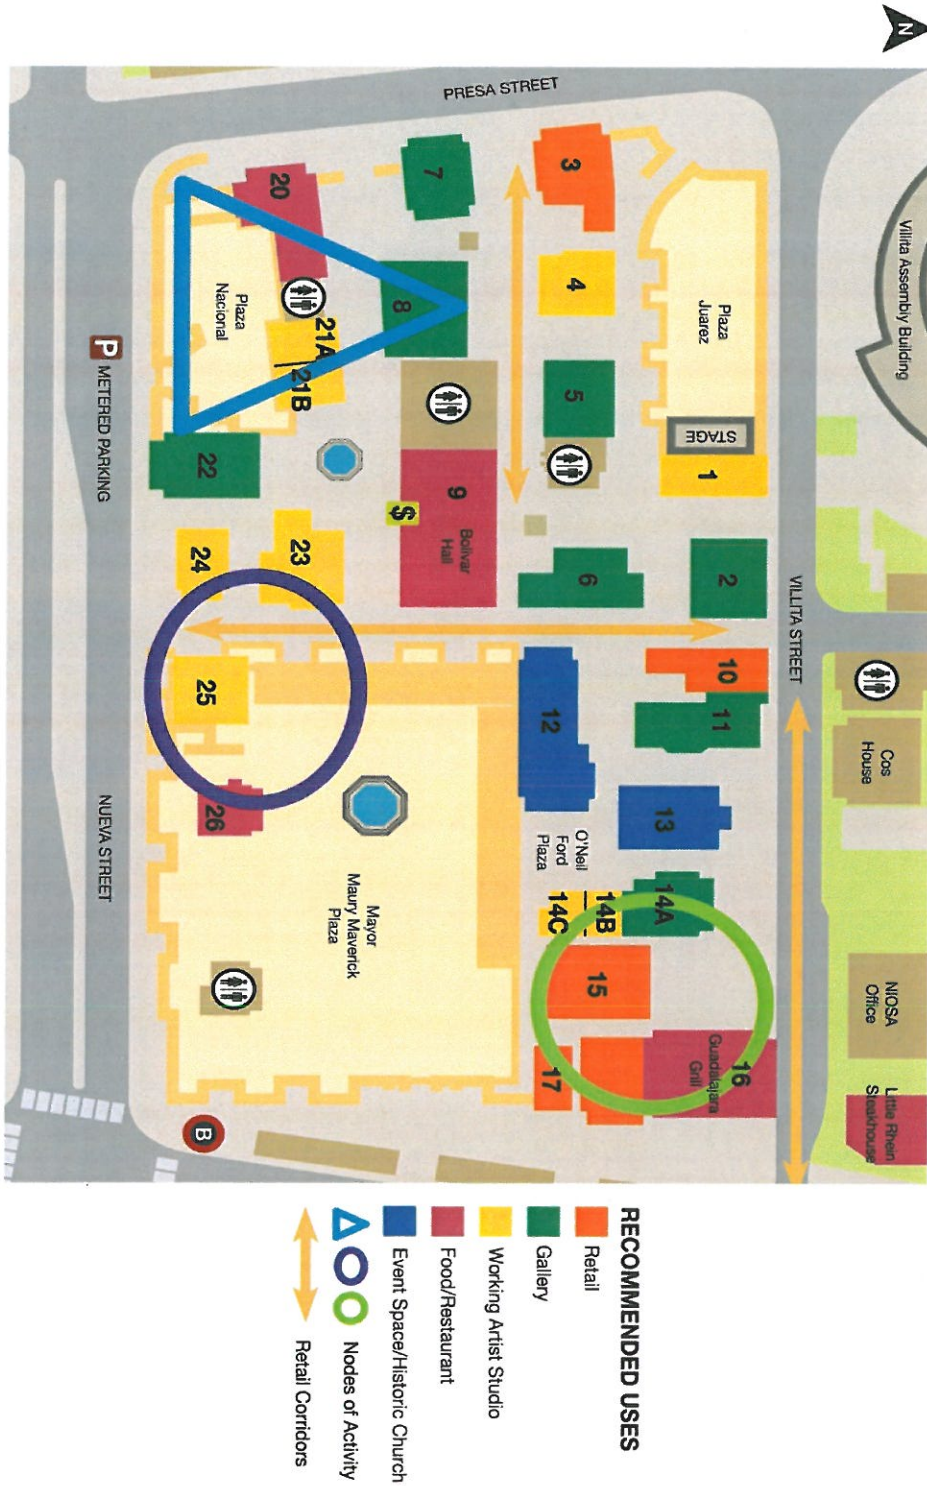 N
Villita Assembly Building
Cos
House
NIOSA
Office
Little Rhein
Steakhouse
VILLITA STREET
PRESA STREET
Plaza
Juarez
STAGE
1
2
10
11
13
14A
16
Guadalajara
Grill
3
4
5
6
12
O'Neil
Ford
Plaza
14B
14C
15
17
7
8
9
Bolivar
Hall
$
20
21A
21B
Plaza
Nacional
22
23
24
25
26
Mayor
Maury Maverick
Plaza
B
P METERED PARKING
NUEVA STREET
RECOMMENDED USES
Retail
Gallery
Working Artist Studio
Food/Restaurant
Event Space/Historic Church
Nodes of Activity
Retail Corridors